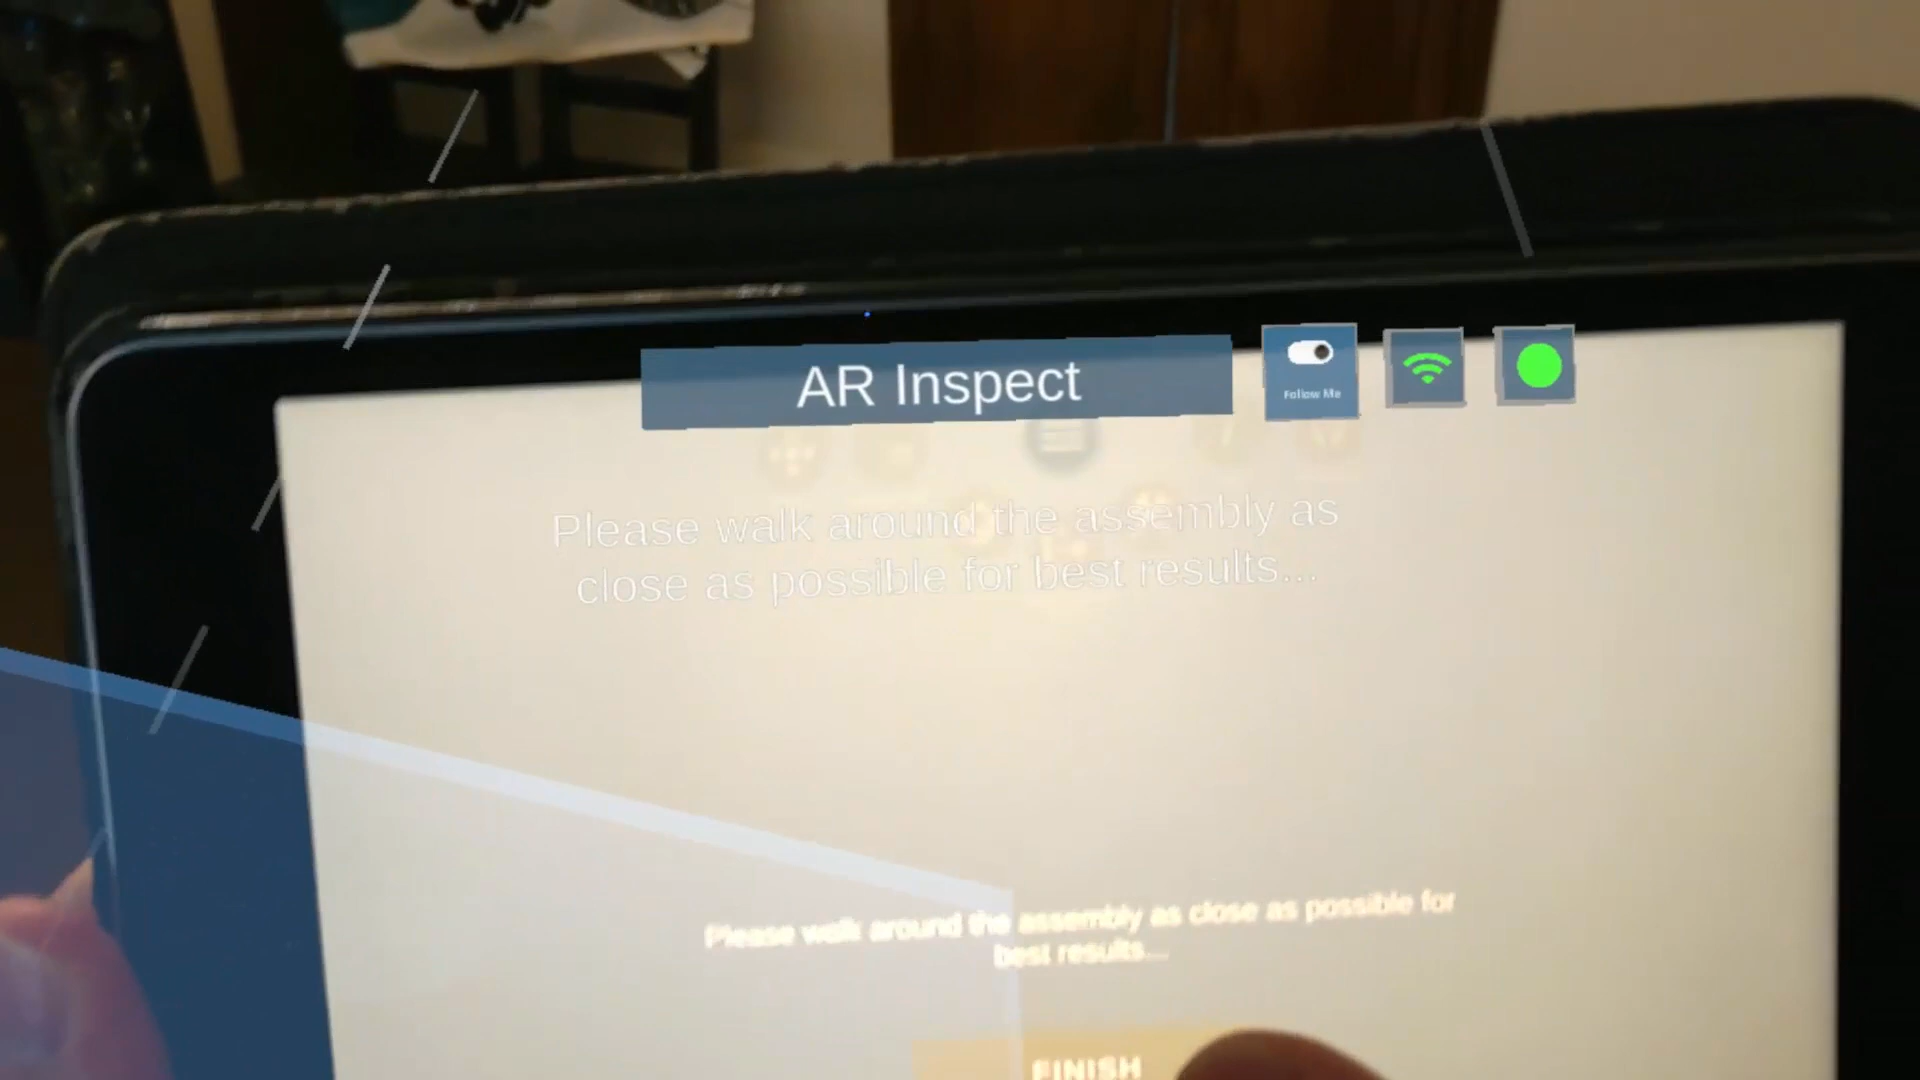 AR Inspect
Follow Me
Please walk around the assembly as
close as possible for best results...
Please walk around the assembly as close as possible for
best results...
FINISH